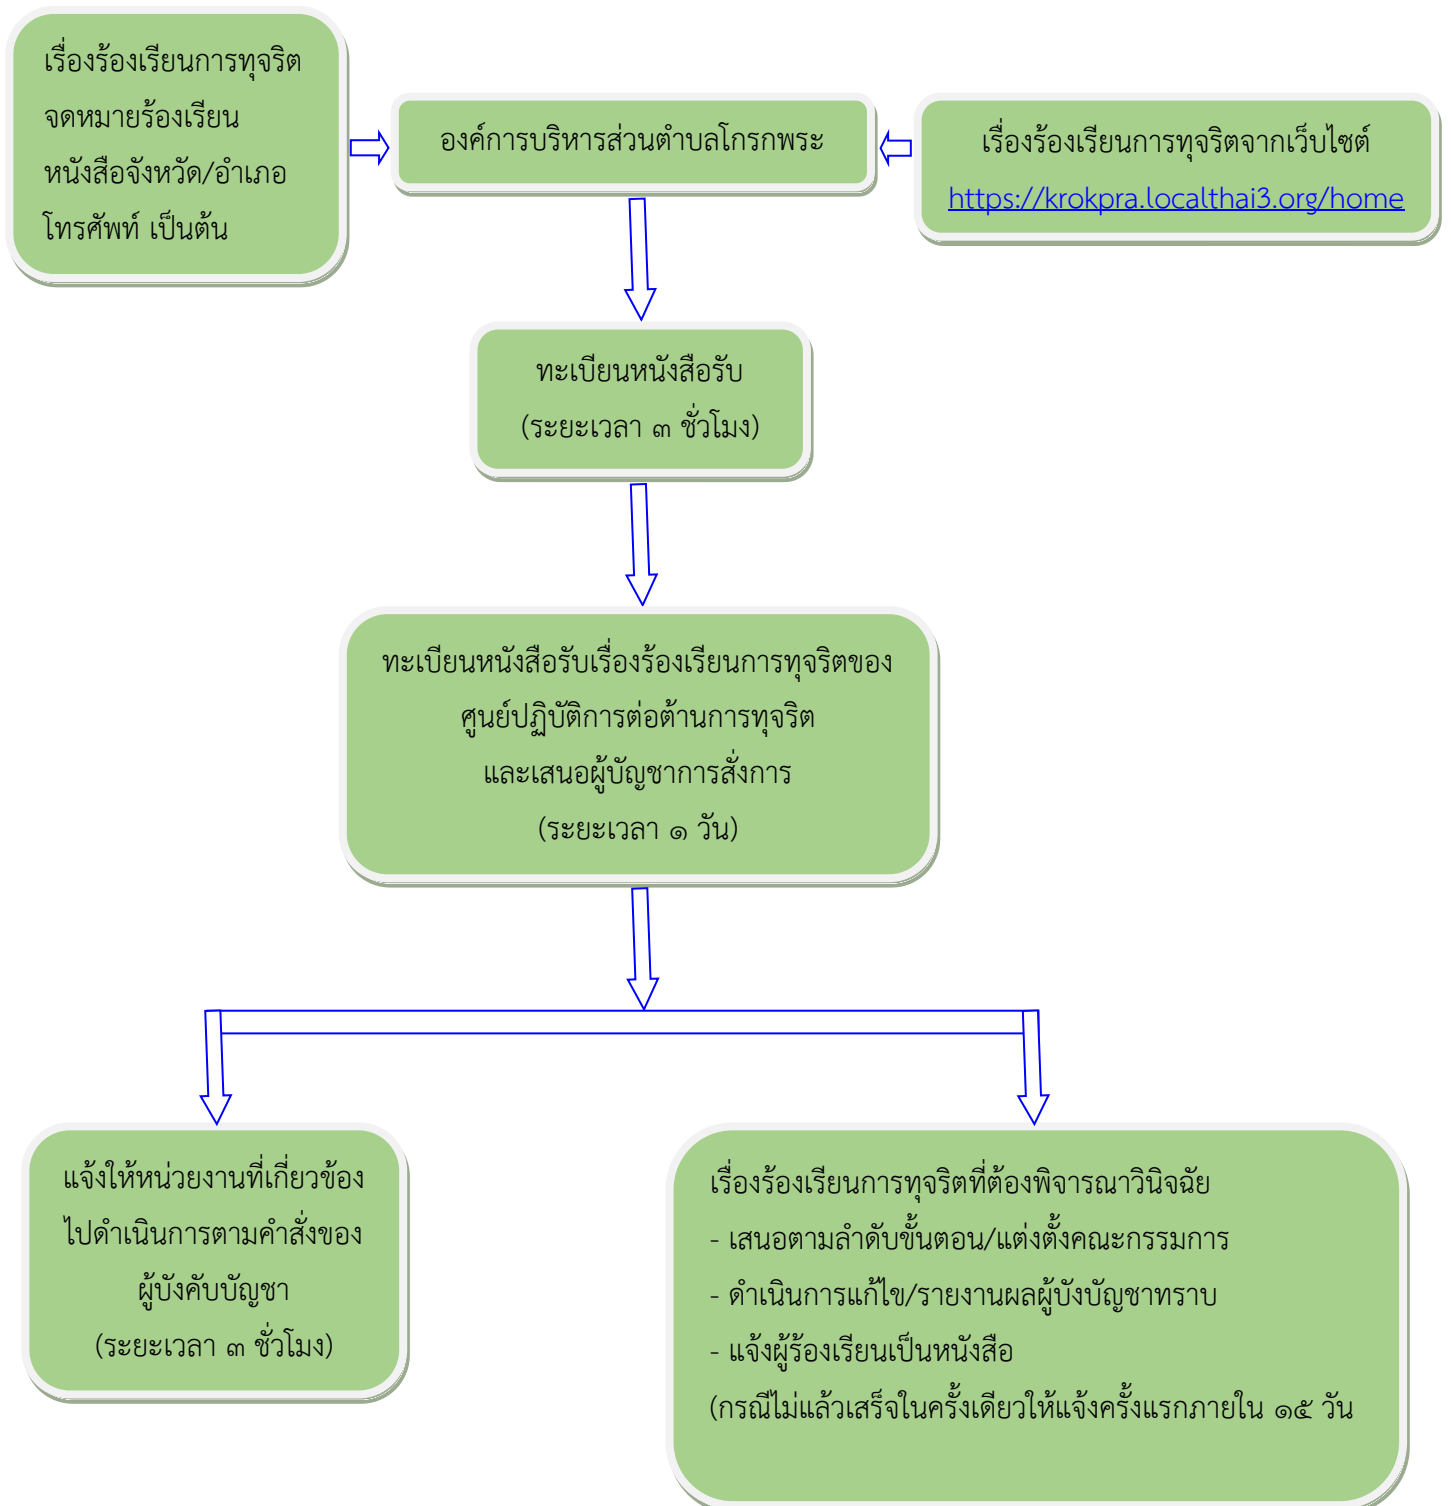 เรื่องร้องเรียนการทุจริต
จดหมายร้องเรียน
หนังสือจังหวัด/อำเภอ
โทรศัพท์ เป็นต้น
องค์การบริหารส่วนตำบลโกรกพระ
เรื่องร้องเรียนการทุจริตจากเว็บไซต์
https://krokpra.localthai3.org/home
ทะเบียนหนังสือรับ
(ระยะเวลา ๓ ชั่วโมง)
ทะเบียนหนังสือรับเรื่องร้องเรียนการทุจริตของ
ศูนย์ปฏิบัติการต่อต้านการทุจริต
และเสนอผู้บัญชาการสั่งการ
(ระยะเวลา ๑ วัน)
แจ้งให้หน่วยงานที่เกี่ยวข้อง
ไปดำเนินการตามคำสั่งของ
ผู้บังคับบัญชา
(ระยะเวลา ๓ ชั่วโมง)
เรื่องร้องเรียนการทุจริตที่ต้องพิจารณาวินิจฉัย
- เสนอตามลำดับขั้นตอน/แต่งตั้งคณะกรรมการ
- ดำเนินการแก้ไข/รายงานผลผู้บังบัญชาทราบ
- แจ้งผู้ร้องเรียนเป็นหนังสือ
(กรณีไม่แล้วเสร็จในครั้งเดียวให้แจ้งครั้งแรกภายใน ๑๕ วัน